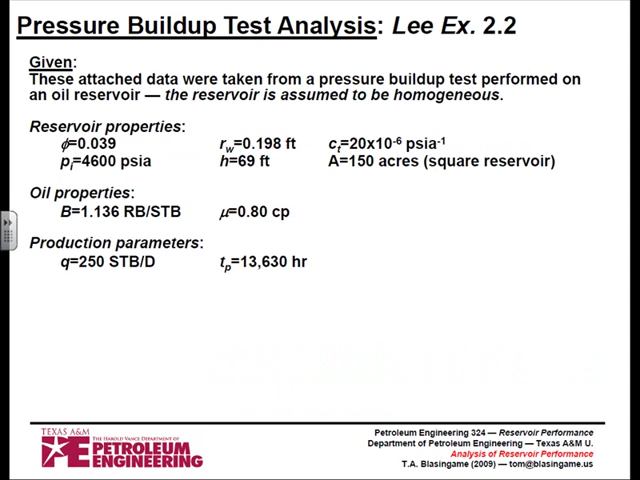 Pressure Buildup Test Analysis: Lee Ex. 2.2
Given:
These attached data were taken from a pressure buildup test performed on
an oil reservoir — the reservoir is assumed to be homogeneous.
Reservoir properties:
ϕ=0.039 r_w=0.198 ft c_t=20x10⁻⁶ psia⁻¹
p_i=4600 psia h=69 ft A=150 acres (square reservoir)
Oil properties:
B=1.136 RB/STB μ=0.80 cp
Production parameters:
q=250 STB/D t_p=13,630 hr
TEXAS A&M
THE HAROLD VANCE DEPARTMENT OF
PETROLEUM
ENGINEERING
Petroleum Engineering 324 — Reservoir Performance
Department of Petroleum Engineering — Texas A&M U.
Analysis of Reservoir Performance
T.A. Blasingame (2009) — tom@blasingame.us